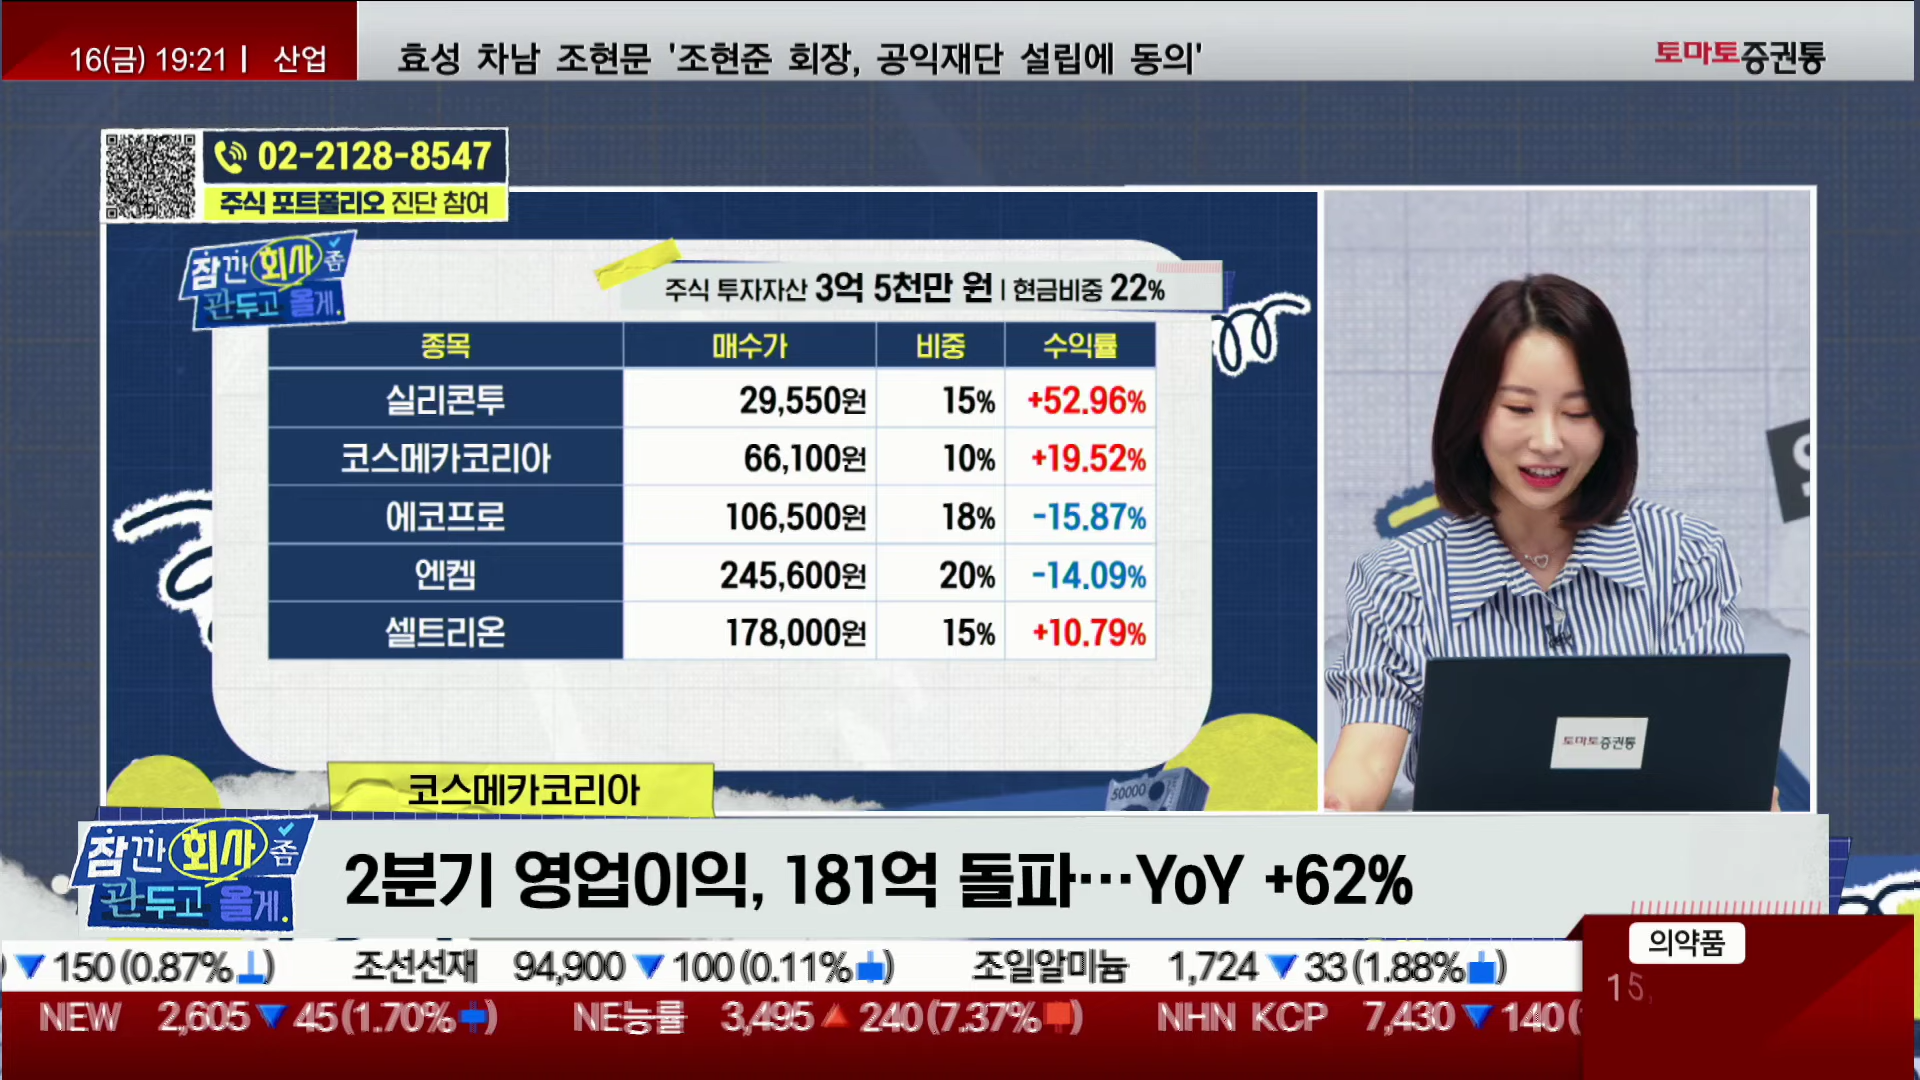 16(금) 19:21 | 산업
효성 차남 조현문 '조현준 회장, 공익재단 설립에 동의'
토마토증권통
02-2128-8547
주식 포트폴리오 진단 참여
잠깐 회사 좀
관두고 올게.
주식 투자자산 3억 5천만 원 | 현금비중 22%
종목 매수가 비중 수익률
실리콘투 29,550원 15% +52.96%
코스메카코리아 66,100원 10% +19.52%
에코프로 106,500원 18% -15.87%
엔켐 245,600원 20% -14.09%
셀트리온 178,000원 15% +10.79%
50000
토마토증권통
코스메카코리아
잠깐 회사 좀
관두고 올게.
2분기 영업이익, 181억 돌파…YoY +62%
) ▼ 150 (0.87%) 조선선재 94,900 ▼ 100 (0.11%) 조일알미늄 1,724 ▼ 33 (1.88%)
의약품
15,
NEW 2,605 ▼ 45 (1.70%) NE능률 3,495 ▲ 240 (7.37%) NHN KCP 7,430 ▼ 140 (